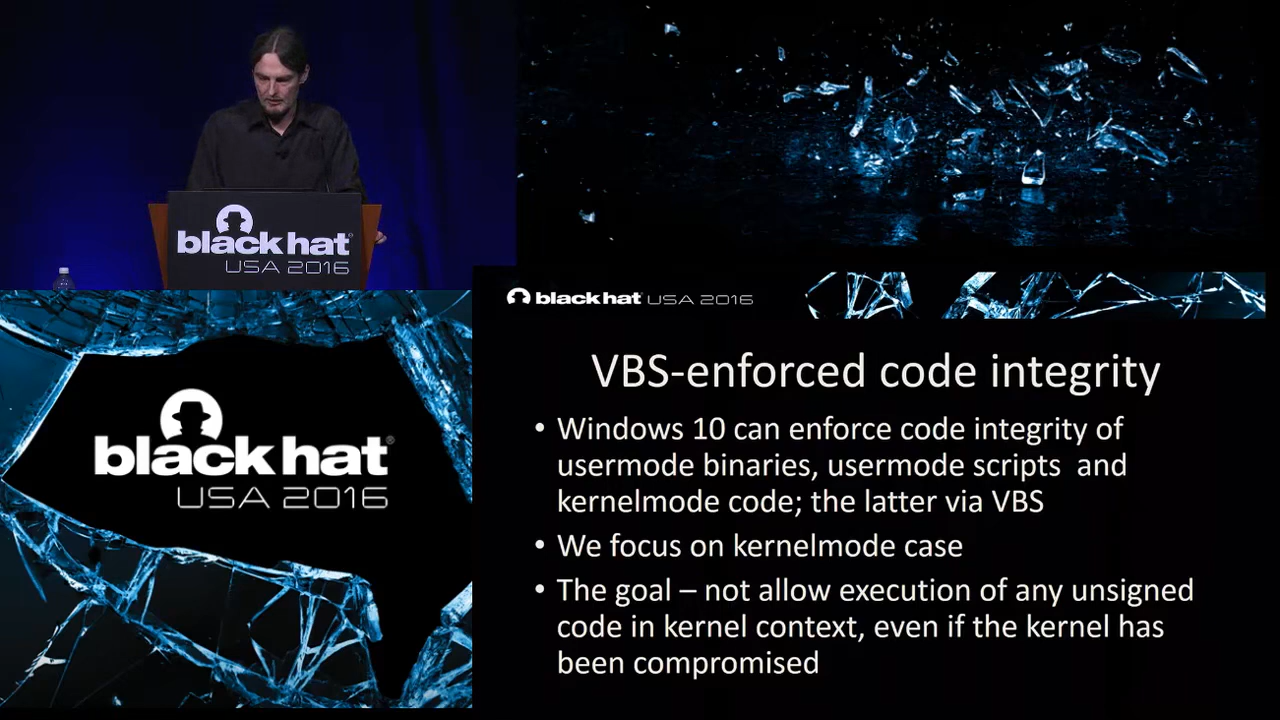 black hat
USA 2016
black hat USA 2016
black hat
USA 2016
VBS-enforced code integrity
• Windows 10 can enforce code integrity of
usermode binaries, usermode scripts and
kernelmode code; the latter via VBS
• We focus on kernelmode case
• The goal – not allow execution of any unsigned
code in kernel context, even if the kernel has
been compromised